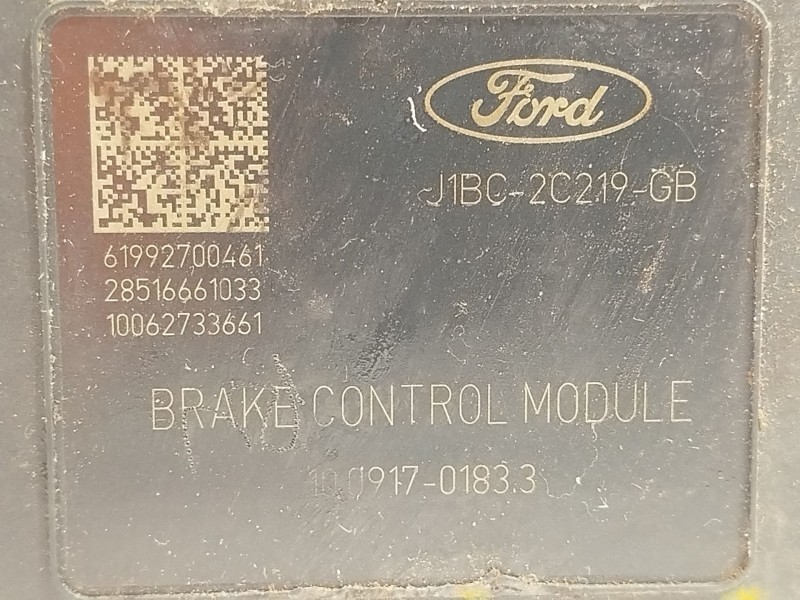 Ford
J1BC-2C219-GB
61992700461
28516661033
10062733661
BRAKE CONTROL MODULE
10.0917-0183.3